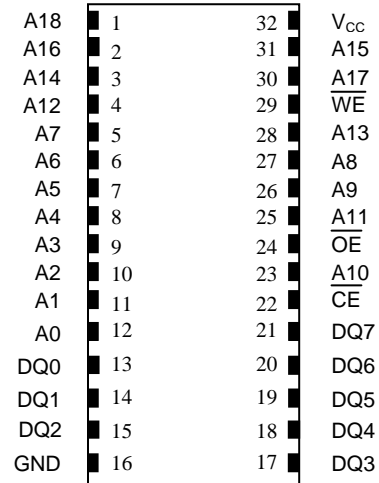 A18 1 32 VCC
A16 2 31 A15
A14 3 30 A17
A12 4 29 WE
A7 5 28 A13
A6 6 27 A8
A5 7 26 A9
A4 8 25 A11
A3 9 24 OE
A2 10 23 A10
A1 11 22 CE
A0 12 21 DQ7
DQ0 13 20 DQ6
DQ1 14 19 DQ5
DQ2 15 18 DQ4
GND 16 17 DQ3